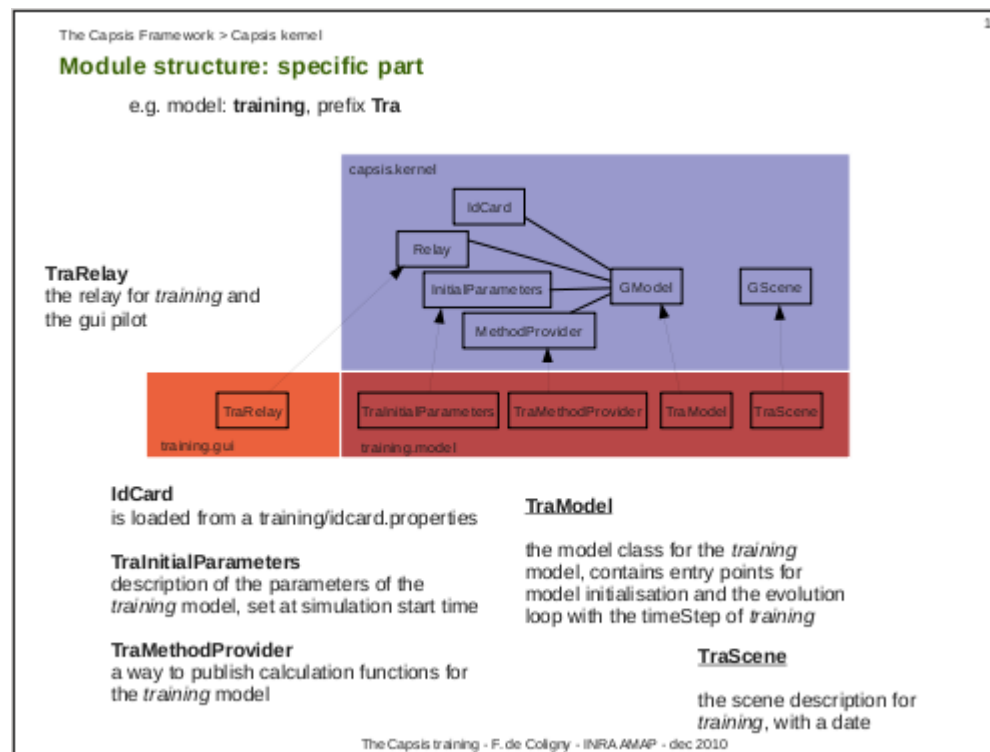 1
The Capsis Framework > Capsis kernel
Module structure: specific part
e.g. model: training, prefix Tra
capsis.kernel
IdCard
Relay
InitialParameters
GModel
GScene
MethodProvider
TraRelay
the relay for training and
the gui pilot
TraRelay
TraInitialParameters
TraMethodProvider
TraModel
TraScene
training.gui
training.model
IdCard
is loaded from a training/idcard.properties
TraInitialParameters
description of the parameters of the
training model, set at simulation start time
TraMethodProvider
a way to publish calculation functions for
the training model
TraModel
the model class for the training
model, contains entry points for
model initialisation and the evolution
loop with the timeStep of training
TraScene
the scene description for
training, with a date
The Capsis training - F. de Coligny - INRA AMAP - dec 2010